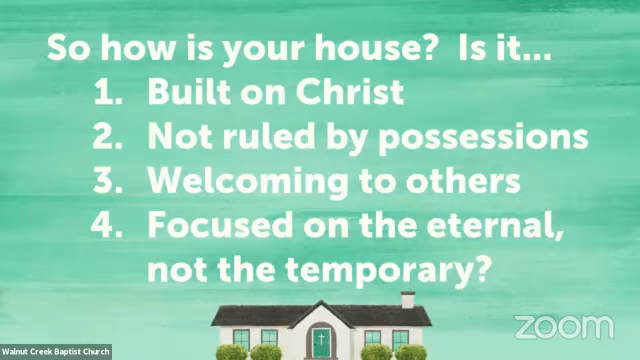 So how is your house? Is it...
1. Built on Christ
2. Not ruled by possessions
3. Welcoming to others
4. Focused on the eternal,
not the temporary?
zoom
Walnut Creek Baptist Church